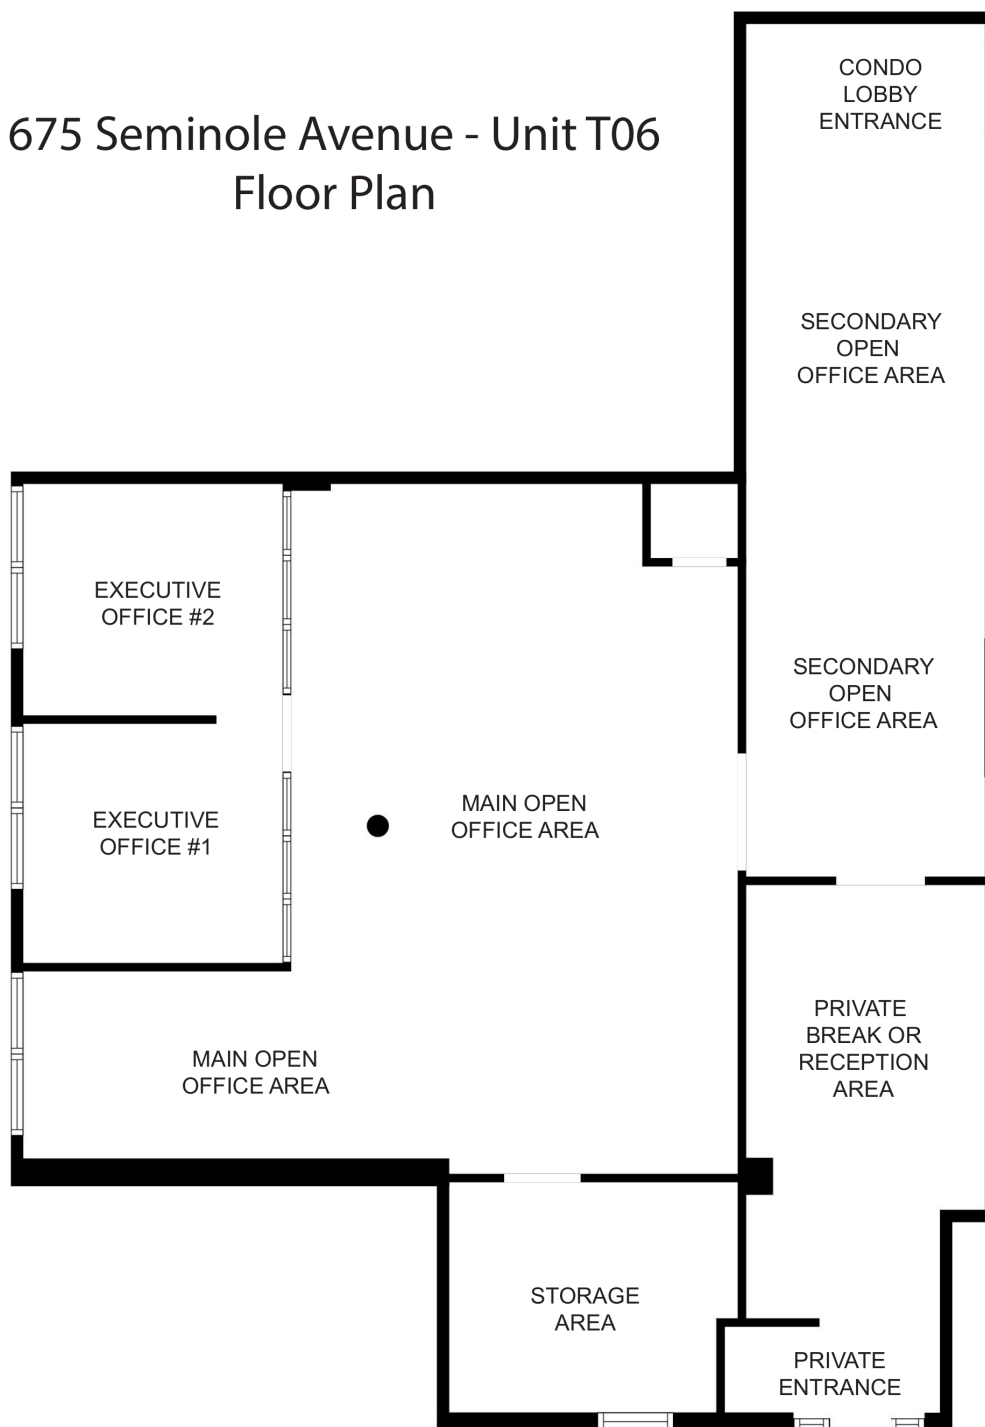 675 Seminole Avenue - Unit T06
Floor Plan
CONDO
LOBBY
ENTRANCE
SECONDARY
OPEN
OFFICE AREA
EXECUTIVE
OFFICE #2
SECONDARY
OPEN
OFFICE AREA
MAIN OPEN
OFFICE AREA
EXECUTIVE
OFFICE #1
PRIVATE
BREAK OR
RECEPTION
AREA
MAIN OPEN
OFFICE AREA
STORAGE
AREA
PRIVATE
ENTRANCE